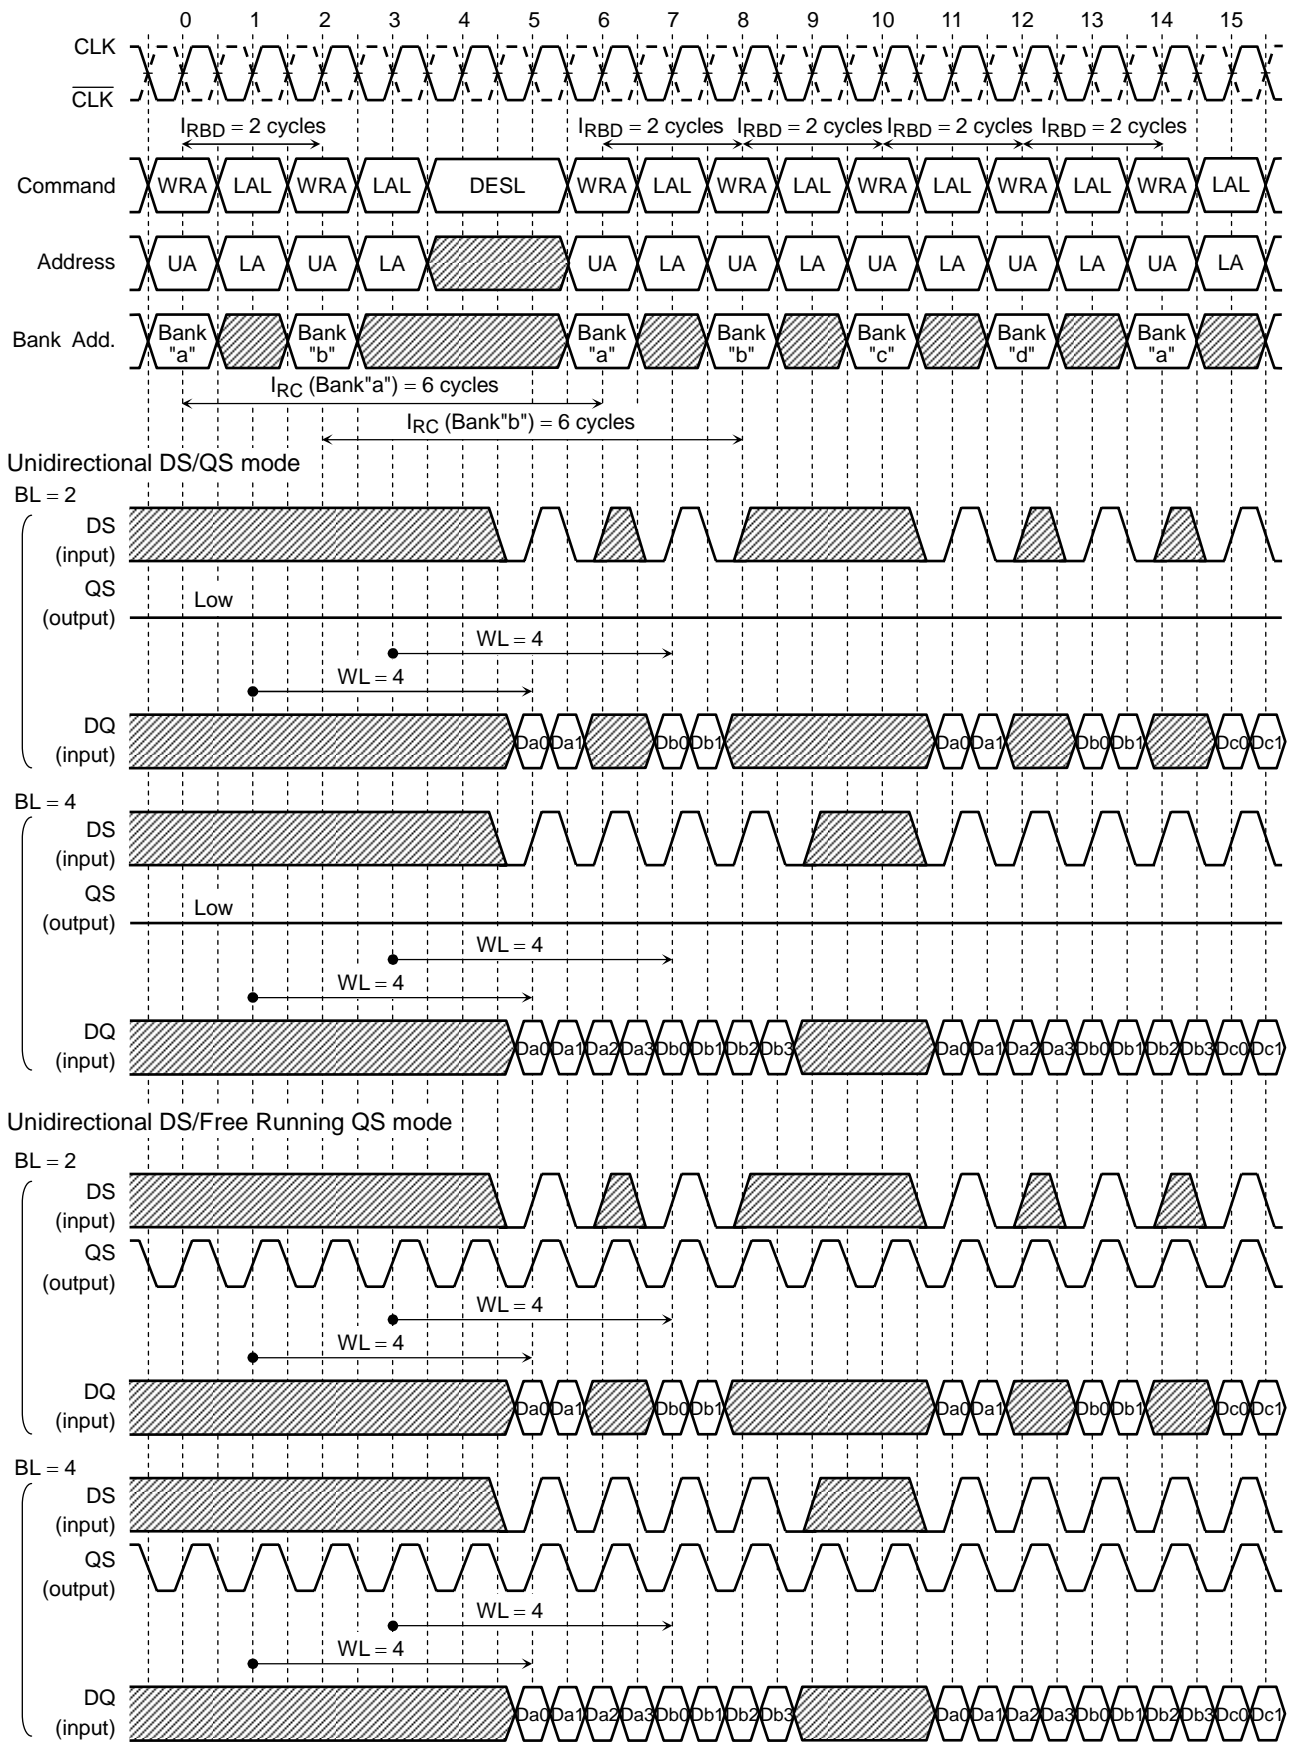 0 1 2 3 4 5 6 7 8 9 10 11 12 13 14 15
CLK
CLK
IRBD = 2 cycles IRBD = 2 cycles IRBD = 2 cycles IRBD = 2 cycles IRBD = 2 cycles
Command WRA LAL WRA LAL DESL WRA LAL WRA LAL WRA LAL WRA LAL WRA LAL
Address UA LA UA LA UA LA UA LA UA LA UA LA UA LA
Bank Add. Bank "a" Bank "b" Bank "a" Bank "b" Bank "c" Bank "d" Bank "a"
IRC (Bank"a") = 6 cycles
IRC (Bank"b") = 6 cycles
Unidirectional DS/QS mode
BL = 2
DS
(input)
QS
Low
(output)
WL = 4
WL = 4
DQ
(input)
Da0 Da1 Db0 Db1 Da0 Da1 Db0 Db1 Dc0 Dc1
BL = 4
DS
(input)
QS
Low
(output)
WL = 4
WL = 4
DQ
(input)
Da0 Da1 Da2 Da3 Db0 Db1 Db2 Db3 Da0 Da1 Da2 Da3 Db0 Db1 Db2 Db3 Dc0 Dc1
Unidirectional DS/Free Running QS mode
BL = 2
DS
(input)
QS
(output)
WL = 4
WL = 4
DQ
(input)
Da0 Da1 Db0 Db1 Da0 Da1 Db0 Db1 Dc0 Dc1
BL = 4
DS
(input)
QS
(output)
WL = 4
WL = 4
DQ
(input)
Da0 Da1 Da2 Da3 Db0 Db1 Db2 Db3 Da0 Da1 Da2 Da3 Db0 Db1 Db2 Db3 Dc0 Dc1